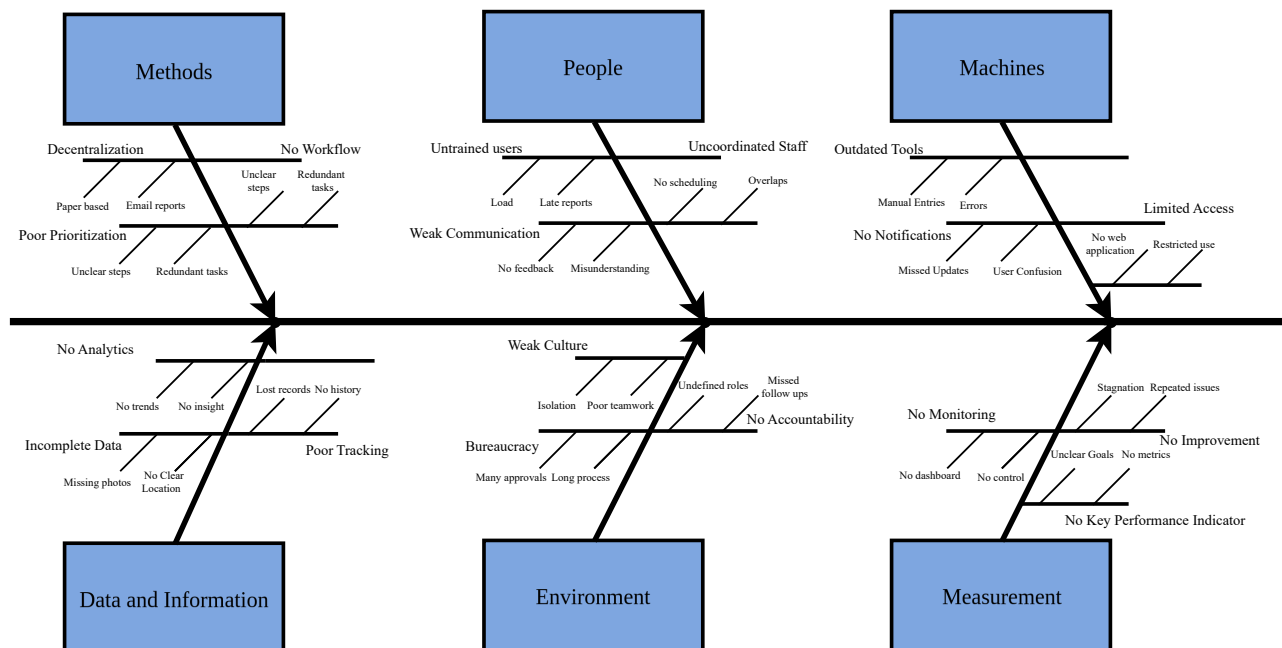 Methods
People
Machines
Decentralization
No Workflow
Untrained users
Uncoordinated Staff
Outdated Tools
Unclear
steps
Redundant
tasks
No scheduling
Overlaps
Paper based
Email reports
Load
Late reports
Manual Entries
Errors
Limited Access
Poor Prioritization
Weak Communication
No Notifications
No web
application
Restricted use
Unclear steps
Redundant tasks
No feedback
Misunderstanding
Missed Updates
User Confusion
No Analytics
Weak Culture
No trends
No insight
Lost records
No history
Isolation
Poor teamwork
Undefined roles
Missed
follow ups
Stagnation
Repeated issues
No Monitoring
No Accountability
Incomplete Data
Poor Tracking
Bureaucracy
No Improvement
Missing photos
No Clear
Location
Many approvals
Long process
No dashboard
No control
Unclear Goals
No metrics
No Key Performance Indicator
Data and Information
Environment
Measurement